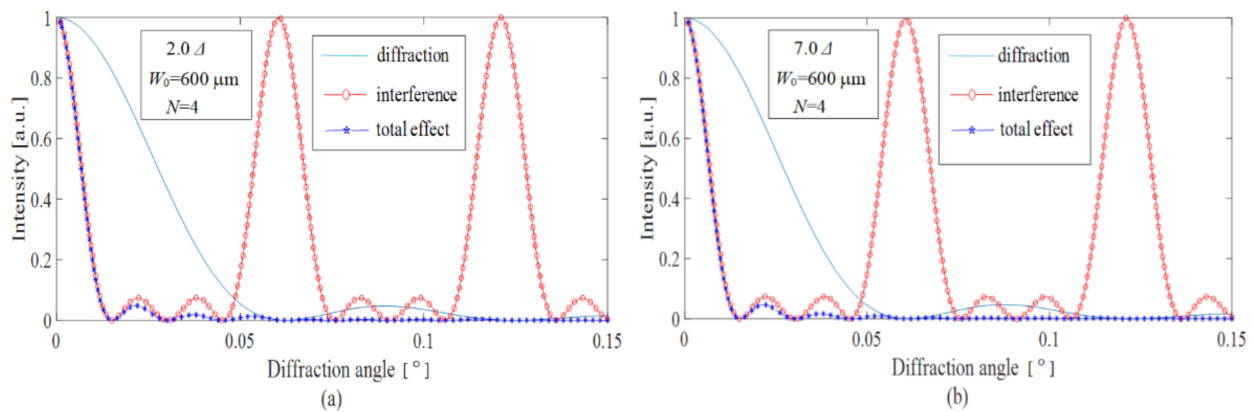 1
0.8
0.6
0.4
0.2
0
Intensity [a.u.]
2.0 Δ
W₀=600 μm
N=4
diffraction
interference
total effect
0
0.05
0.1
0.15
Diffraction angle [°]
(a)
1
0.8
0.6
0.4
0.2
0
Intensity [a.u.]
7.0 Δ
W₀=600 μm
N=4
diffraction
interference
total effect
0
0.05
0.1
0.15
Diffraction angle [°]
(b)